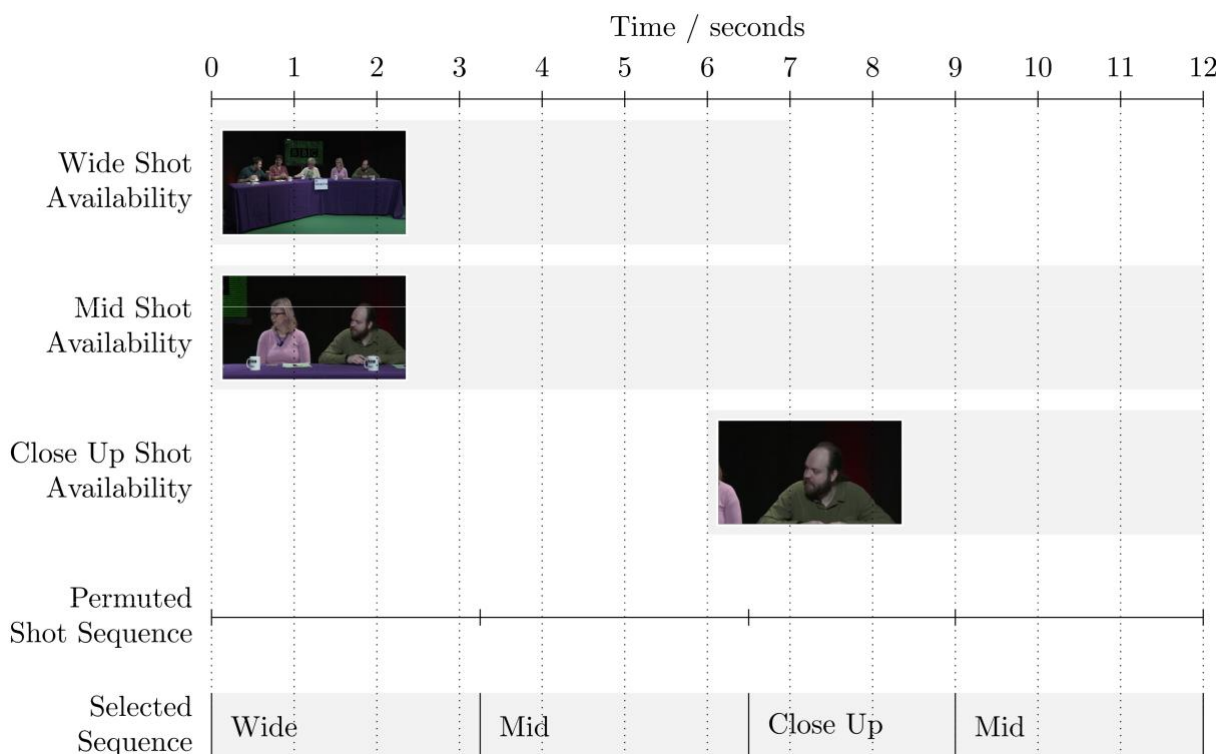 Time / seconds
0 1 2 3 4 5 6 7 8 9 10 11 12
Wide Shot
Availability
Mid Shot
Availability
Close Up Shot
Availability
Permuted
Shot Sequence
Selected
Sequence
Wide
Mid
Close Up
Mid